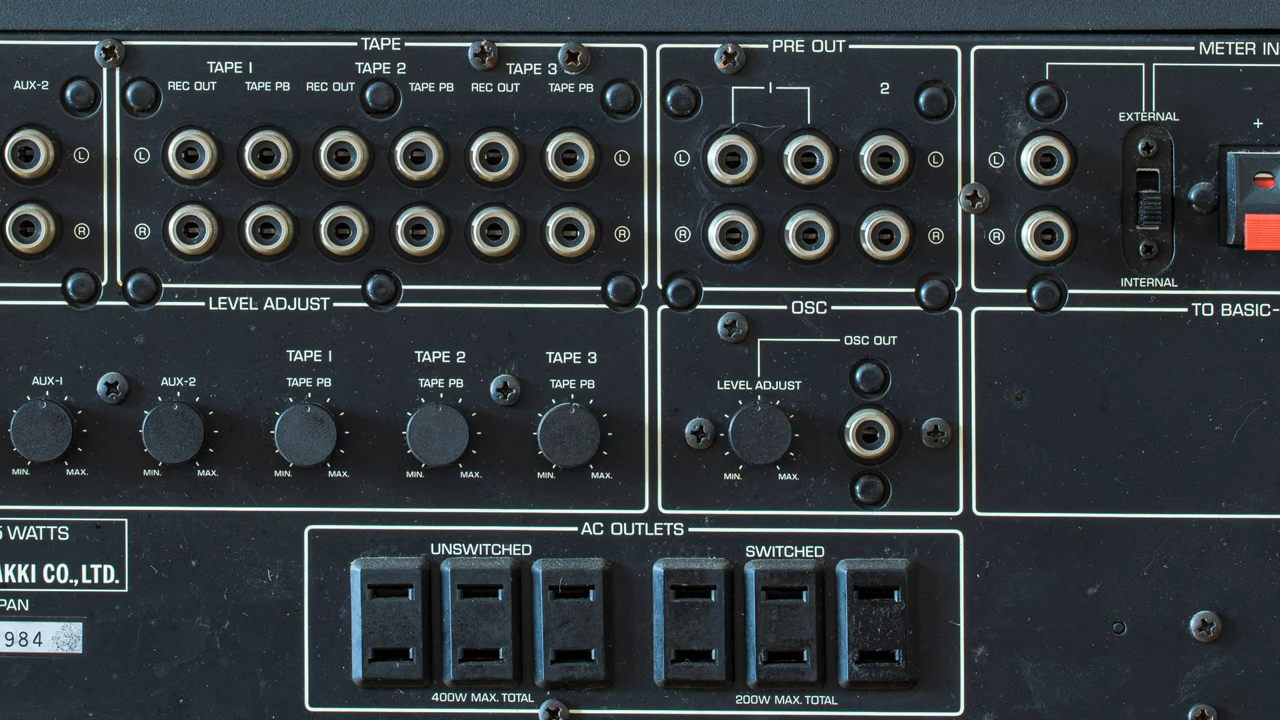 TAPE
PRE OUT
METER IN
TAPE 1
TAPE 2
TAPE 3
AUX-2
REC OUT
TAPE PB
REC OUT
TAPE PB
REC OUT
TAPE PB
1
2
EXTERNAL
+
L
L
L
L
L
L
R
R
R
R
R
R
INTERNAL
LEVEL ADJUST
OSC
TO BASIC-
OSC OUT
TAPE 1
TAPE 2
TAPE 3
AUX-1
AUX-2
TAPE PB
TAPE PB
TAPE PB
LEVEL ADJUST
MIN.
MAX.
MIN.
MAX.
MIN.
MAX.
MIN.
MAX.
MIN.
MAX.
MIN.
MAX.
5 WATTS
AKKI CO., LTD.
PAN
984
AC OUTLETS
UNSWITCHED
SWITCHED
400W MAX. TOTAL
200W MAX. TOTAL